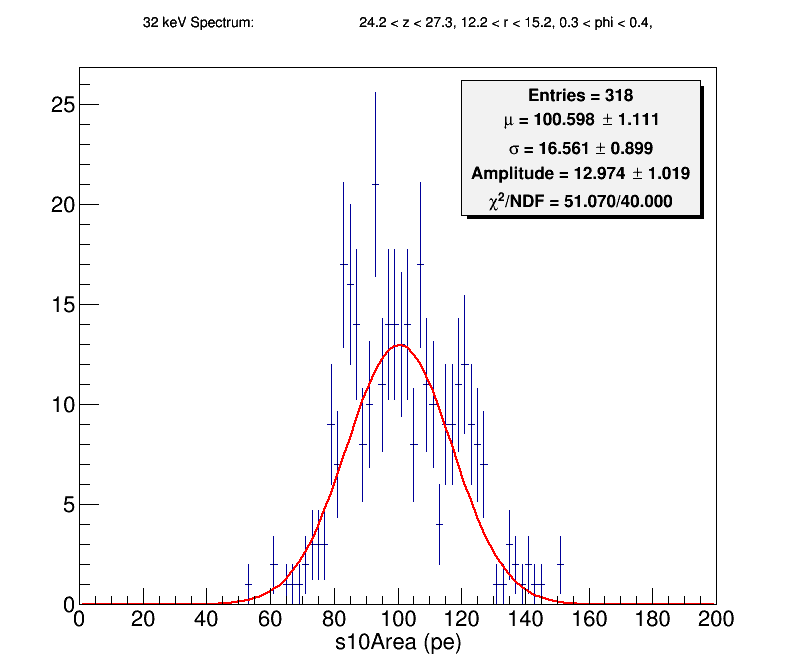 32 keV Spectrum: 24.2 < z < 27.3, 12.2 < r < 15.2, 0.3 < phi < 0.4,
Entries = 318
μ = 100.598 ± 1.111
σ = 16.561 ± 0.899
Amplitude = 12.974 ± 1.019
χ²/NDF = 51.070/40.000
25
20
15
10
5
0
0 20 40 60 80 100 120 140 160 180 200
s10Area (pe)